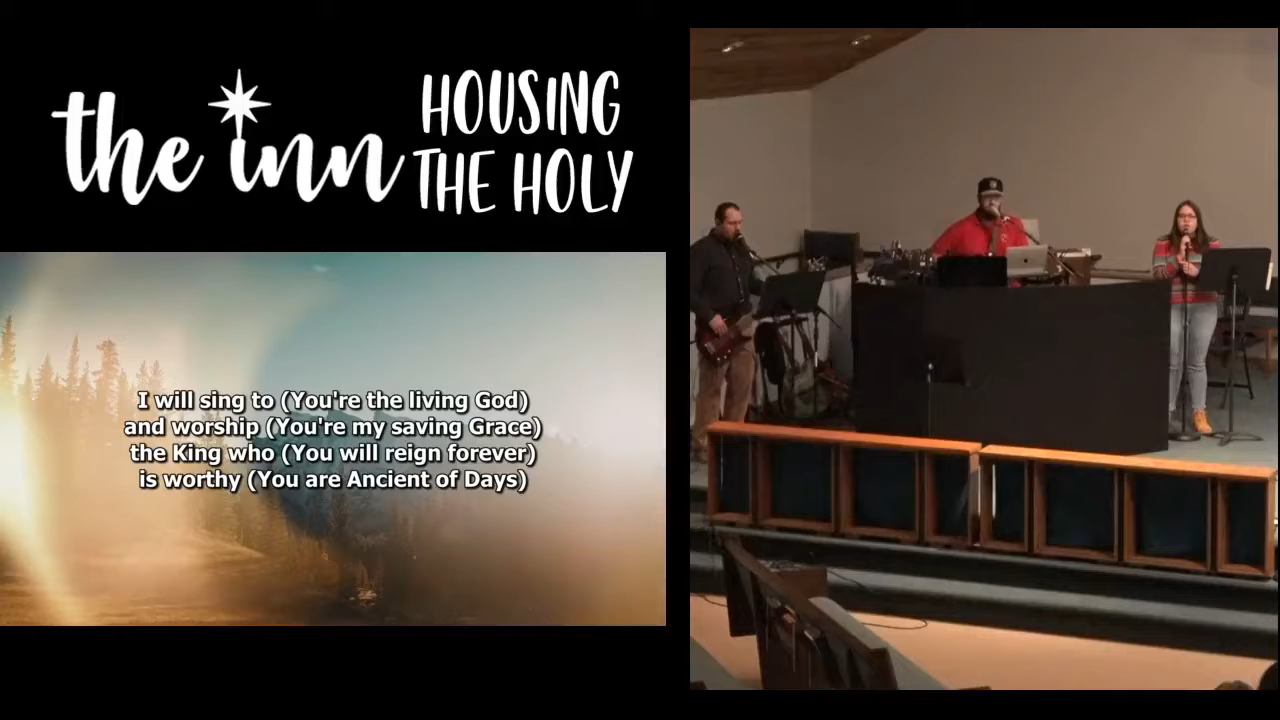 the inn
HOUSING
THE HOLY
I will sing to (You're the living God)
and worship (You're my saving Grace)
the King who (You will reign forever)
is worthy (You are Ancient of Days)